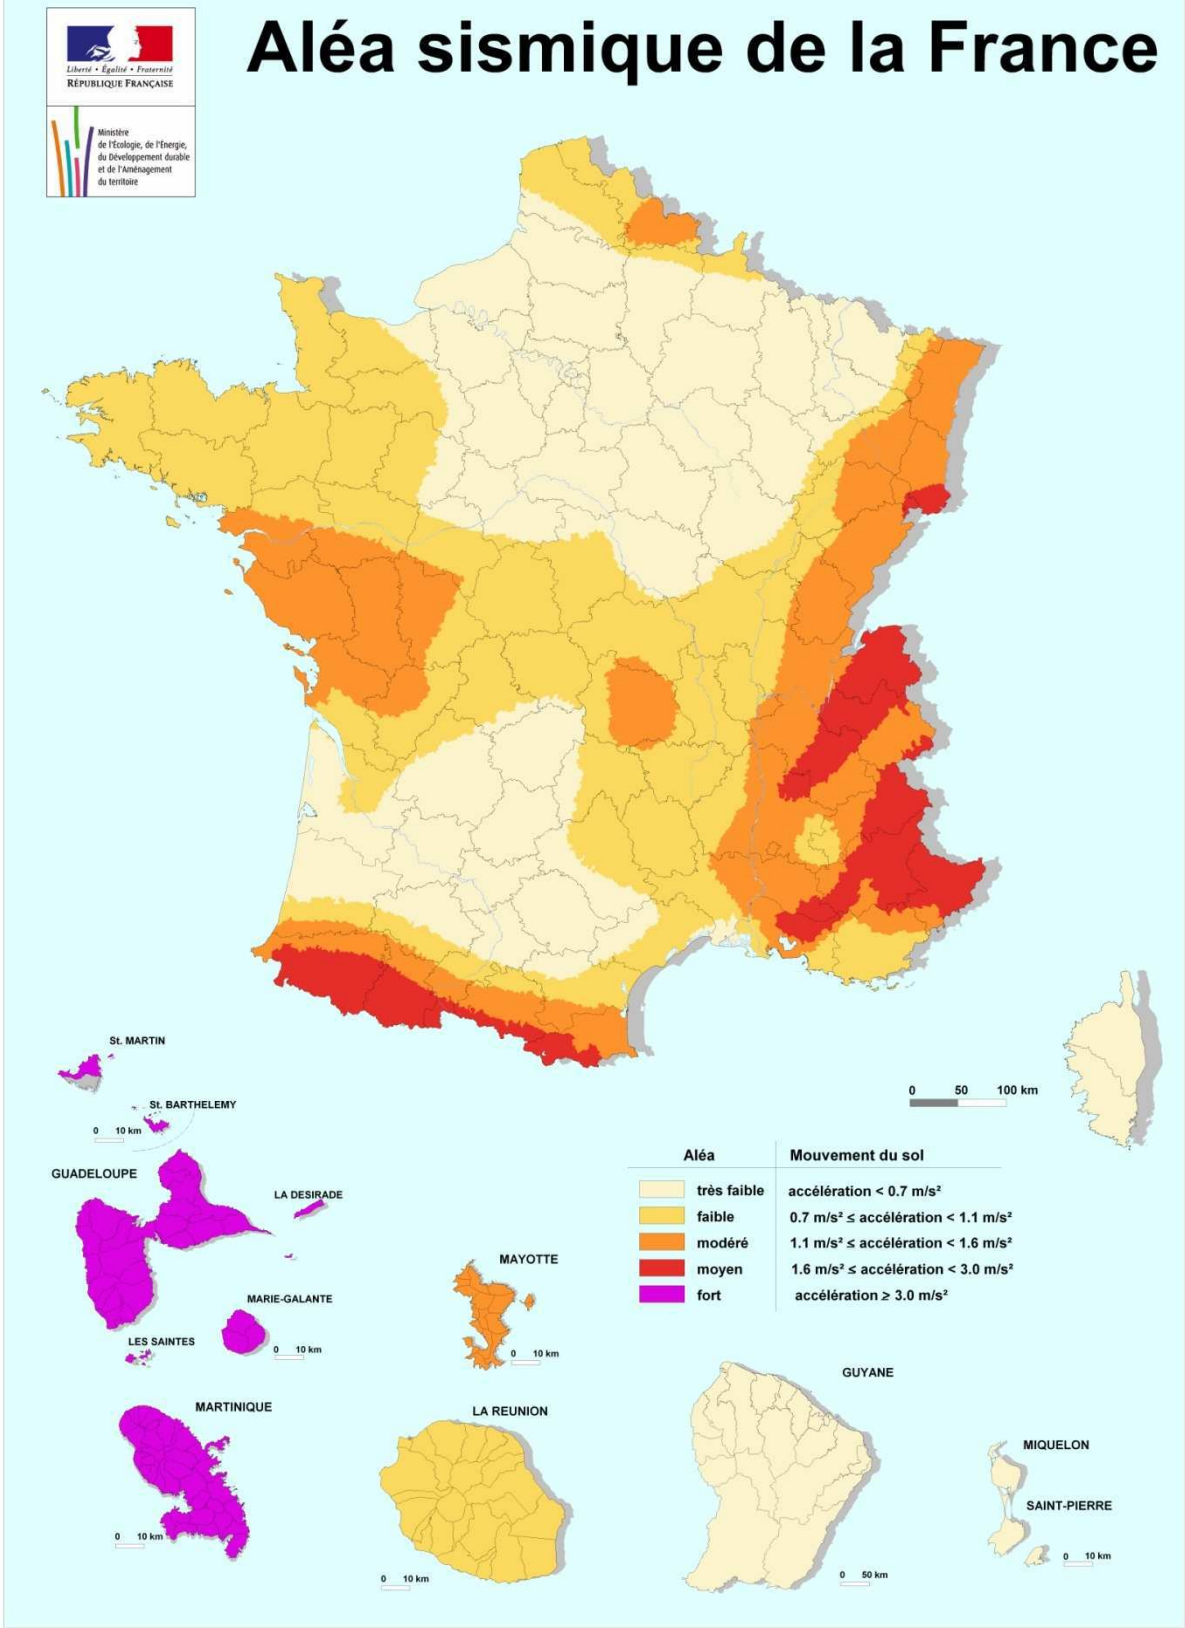 Aléa sismique de la France
Liberté • Égalité • Fraternité
RÉPUBLIQUE FRANÇAISE
Ministère
de l'Écologie, de l'Énergie,
du Développement durable
et de l'Aménagement
du territoire
St. MARTIN
St. BARTHELEMY
0 10 km
GUADELOUPE
LA DESIRADE
MARIE-GALANTE
0 10 km
LES SAINTES
MARTINIQUE
0 10 km
MAYOTTE
0 10 km
LA REUNION
0 10 km
0 50 100 km
Aléa Mouvement du sol
très faible accélération < 0.7 m/s²
faible 0.7 m/s² ≤ accélération < 1.1 m/s²
modéré 1.1 m/s² ≤ accélération < 1.6 m/s²
moyen 1.6 m/s² ≤ accélération < 3.0 m/s²
fort accélération ≥ 3.0 m/s²
GUYANE
0 50 km
MIQUELON
SAINT-PIERRE
0 10 km